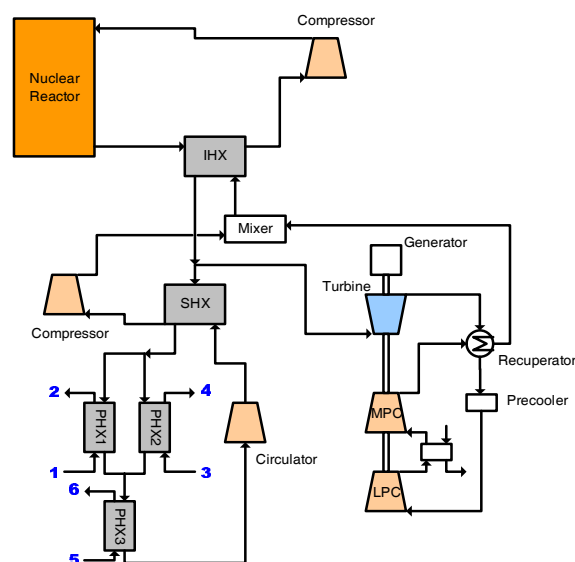 Compressor
Nuclear
Reactor
IHX
Mixer
Generator
Turbine
SHX
Compressor
Recuperator
Precooler
2
4
PHX1
PHX2
MPC
Circulator
1
3
LPC
6
PHX3
5